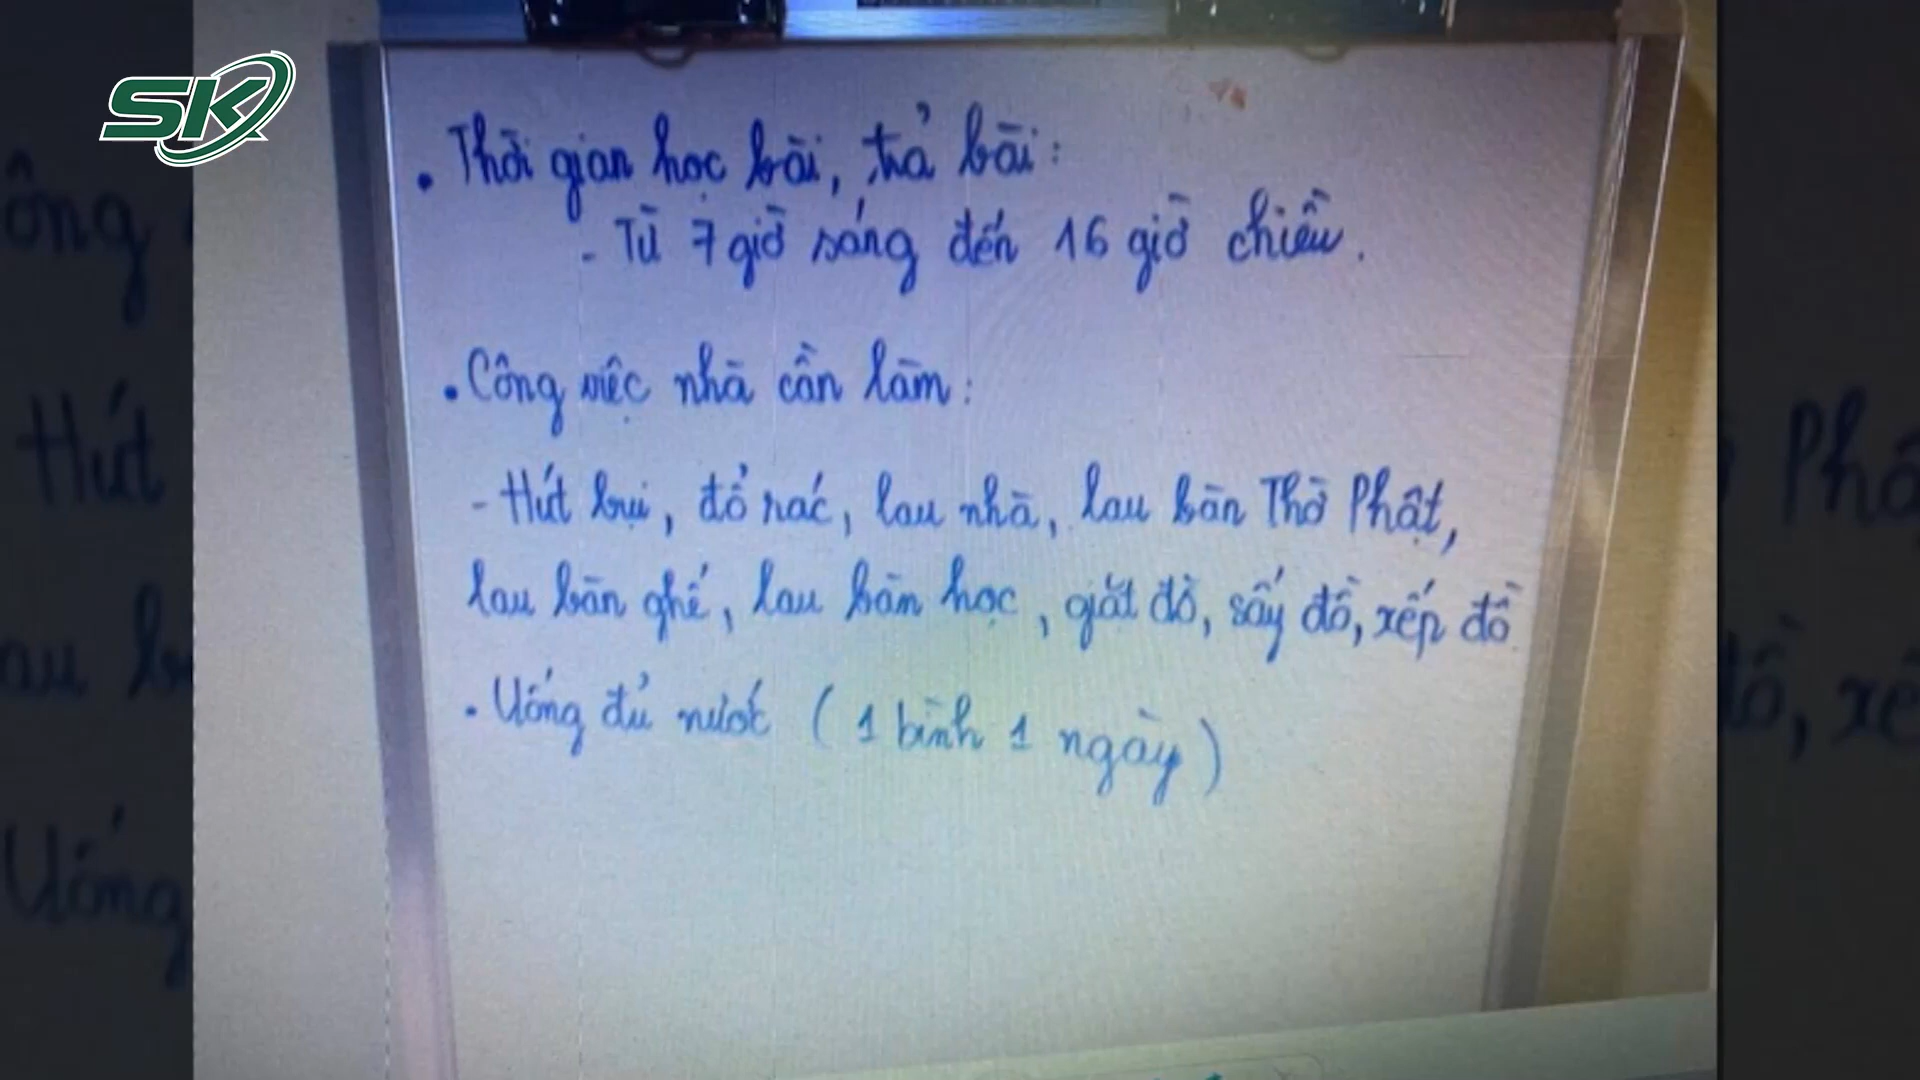 SK
• Thời gian học bài, trả bài:
- Từ 7 giờ sáng đến 16 giờ chiều.
• Công việc nhà cần làm:
- Hút bụi, đổ rác, lau nhà, lau bàn Thờ Phật,
lau bàn ghế, lau bàn học, giặt đồ, sấy đồ, xếp đồ
• Uống đủ nước (1 bình 1 ngày)